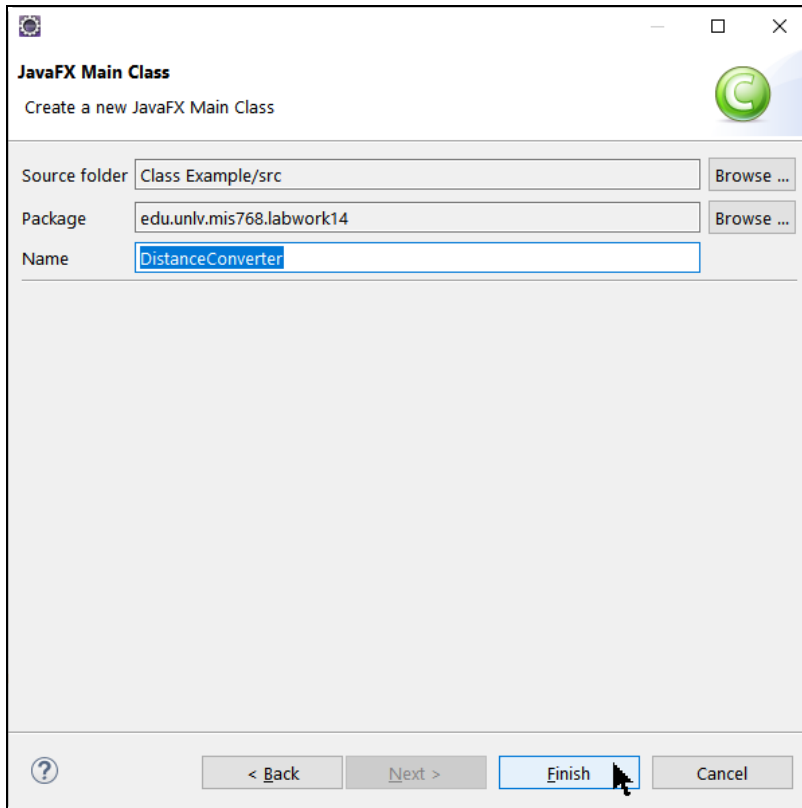 JavaFX Main Class
Create a new JavaFX Main Class
C
Source folder Class Example/src Browse ...
Package edu.unlv.mis768.labwork14 Browse ...
Name DistanceConverter
? < Back Next > Finish Cancel